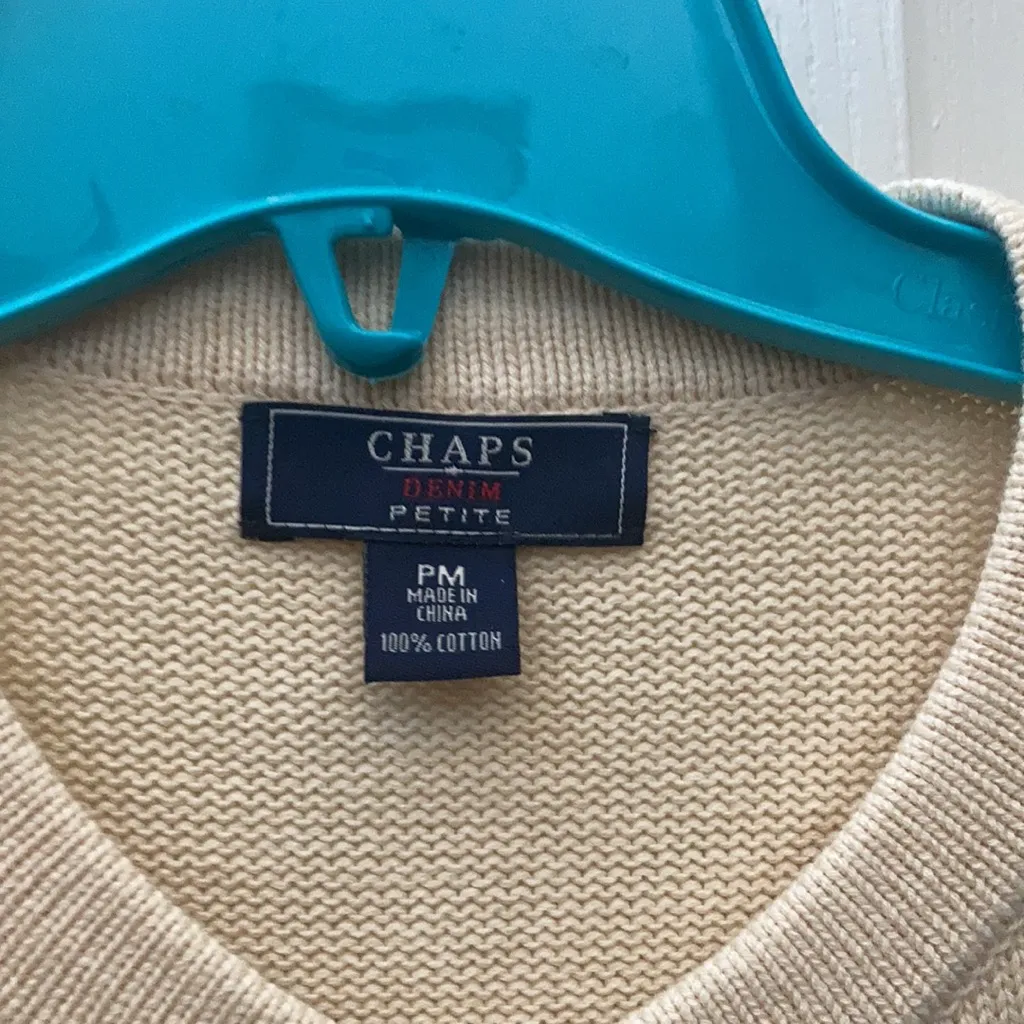 CHAPS
DENIM
PETITE
PM
MADE IN
CHINA
100% COTTON